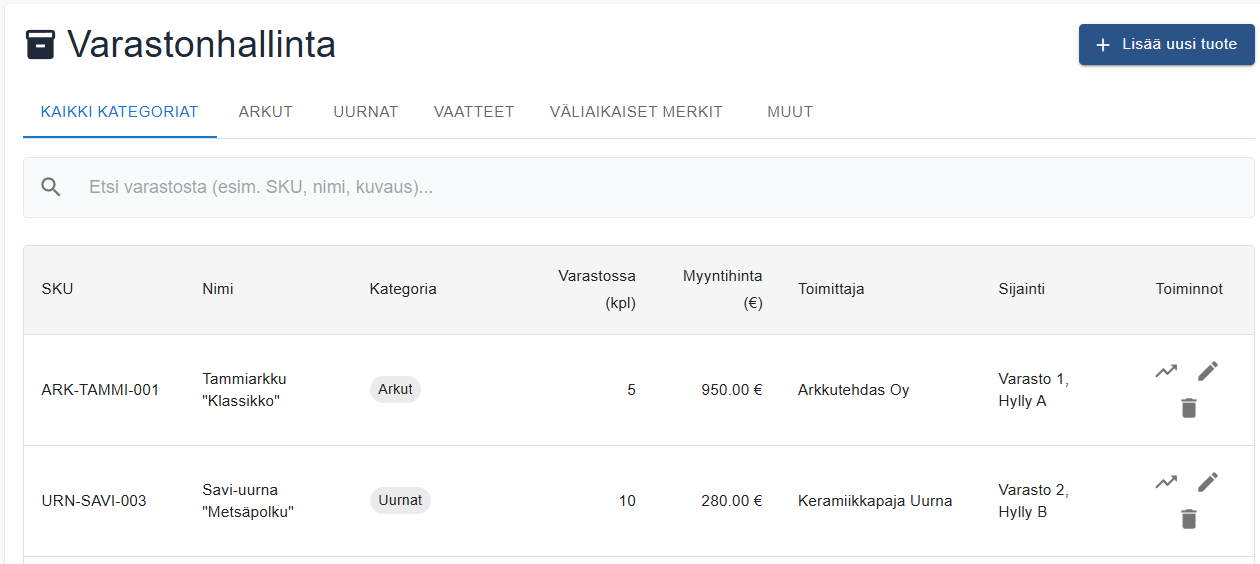 Varastonhallinta
Lisää uusi tuote
KAIKKI KATEGORIAT ARKUT UURNAT VAATTEET VÄLIAIKAISET MERKIT MUUT
Etsi varastosta (esim. SKU, nimi, kuvaus)...
SKU Nimi Kategoria Varastossa (kpl) Myyntihinta (€) Toimittaja Sijainti Toiminnot
ARK-TAMMI-001
Tammiarkku
"Klassikko"
Arkut
5
950.00 €
Arkkutehdas Oy
Varasto 1,
Hylly A
URN-SAVI-003
Savi-uurna
"Metsäpolku"
Uurnat
10
280.00 €
Keramiikkapaja Uurna
Varasto 2,
Hylly B